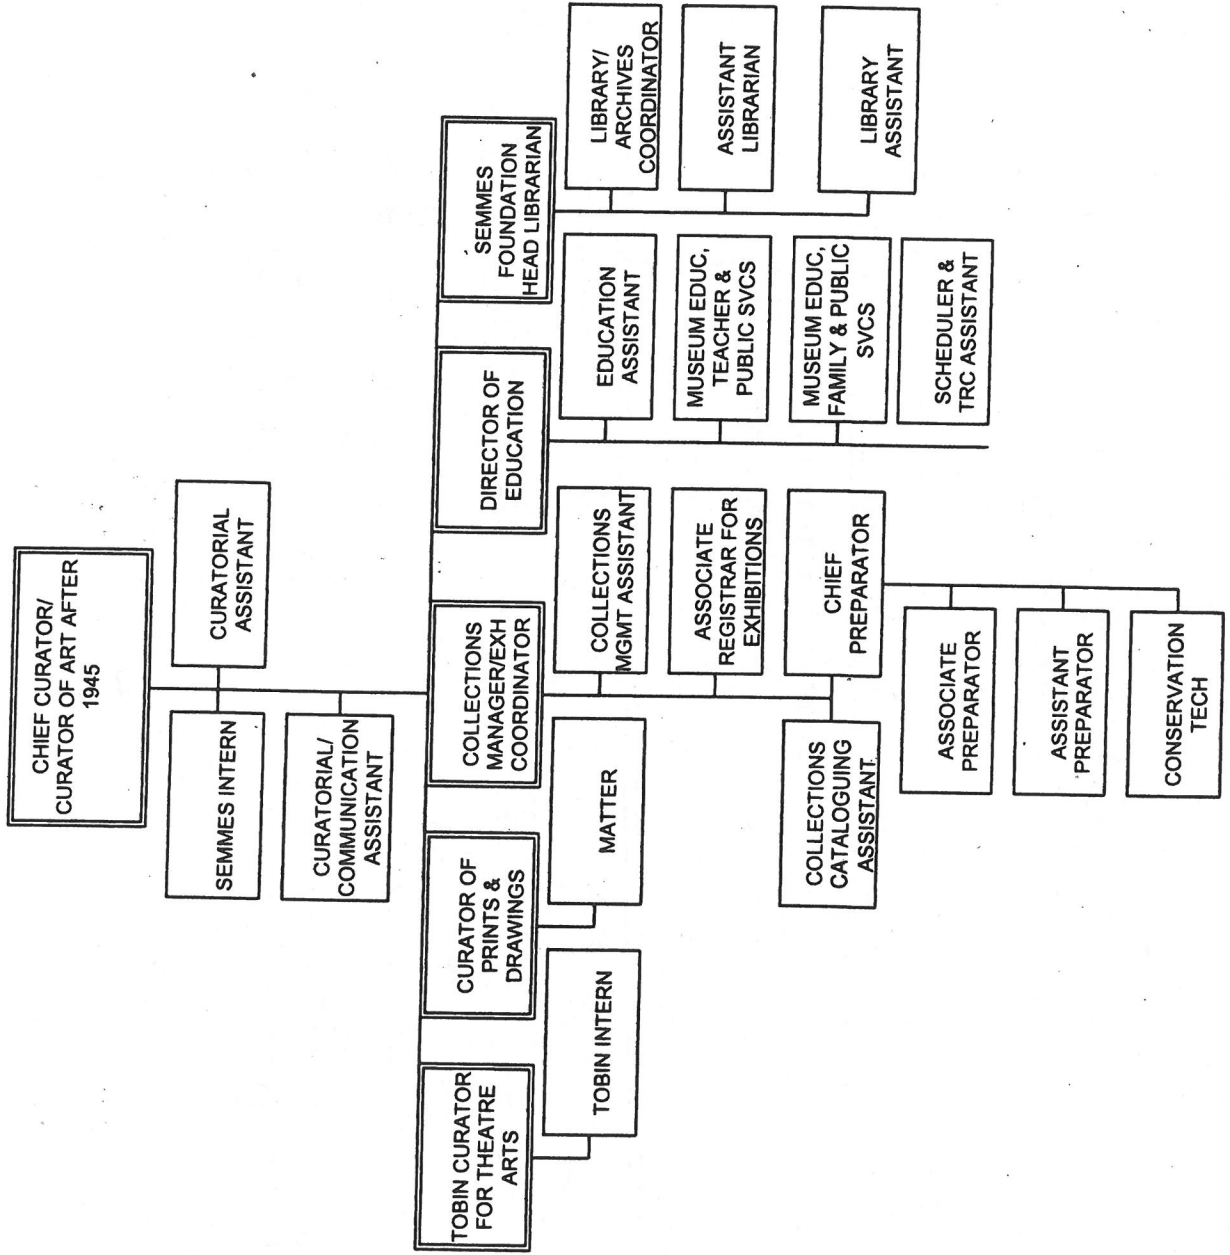 CHIEF CURATOR/
CURATOR OF ART AFTER
1945
SEMMES INTERN
CURATORIAL
ASSISTANT
CURATORIAL/
COMMUNICATION
ASSISTANT
TOBIN CURATOR
FOR THEATRE
ARTS
CURATOR OF
PRINTS &
DRAWINGS
COLLECTIONS
MANAGER/EXH
COORDINATOR
DIRECTOR OF
EDUCATION
SEMMES
FOUNDATION
HEAD LIBRARIAN
TOBIN INTERN
MATTER
COLLECTIONS
MGMT ASSISTANT
ASSOCIATE
REGISTRAR FOR
EXHIBITIONS
COLLECTIONS
CATALOGUING
ASSISTANT
CHIEF
PREPARATOR
ASSOCIATE
PREPARATOR
ASSISTANT
PREPARATOR
CONSERVATION
TECH
EDUCATION
ASSISTANT
MUSEUM EDUC,
TEACHER &
PUBLIC SVCS
MUSEUM EDUC,
FAMILY & PUBLIC
SVCS
SCHEDULER &
TRC ASSISTANT
LIBRARY/
ARCHIVES
COORDINATOR
ASSISTANT
LIBRARIAN
LIBRARY
ASSISTANT